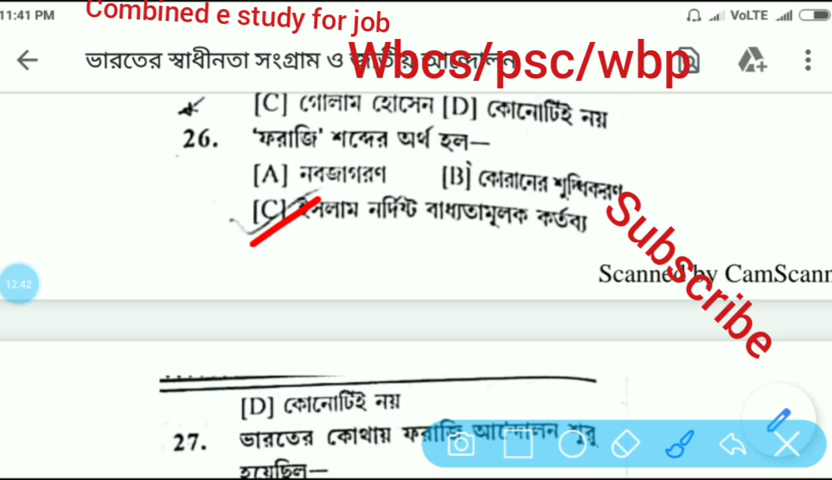 11:41 PM
Combined e study for job
VoLTE
ভারতের স্বাধীনতা সংগ্রাম ও জাতীয় আন্দোলন
Wbcs/psc/wbp
[C] গোলাম হোসেন [D] কোনোটিই নয়
26. 'ফরাজি' শব্দের অর্থ হল—
[A] নবজাগরণ [B] কোরানের শুদ্ধিকরণ
[C] ইসলাম নির্দিষ্ট বাধ্যতামূলক কর্তব্য
Subscribe
Scanned by CamScann
12:42
[D] কোনোটিই নয়
27. ভারতের কোথায় ফরাজি আন্দোলন শুরু
হয়েছিল—